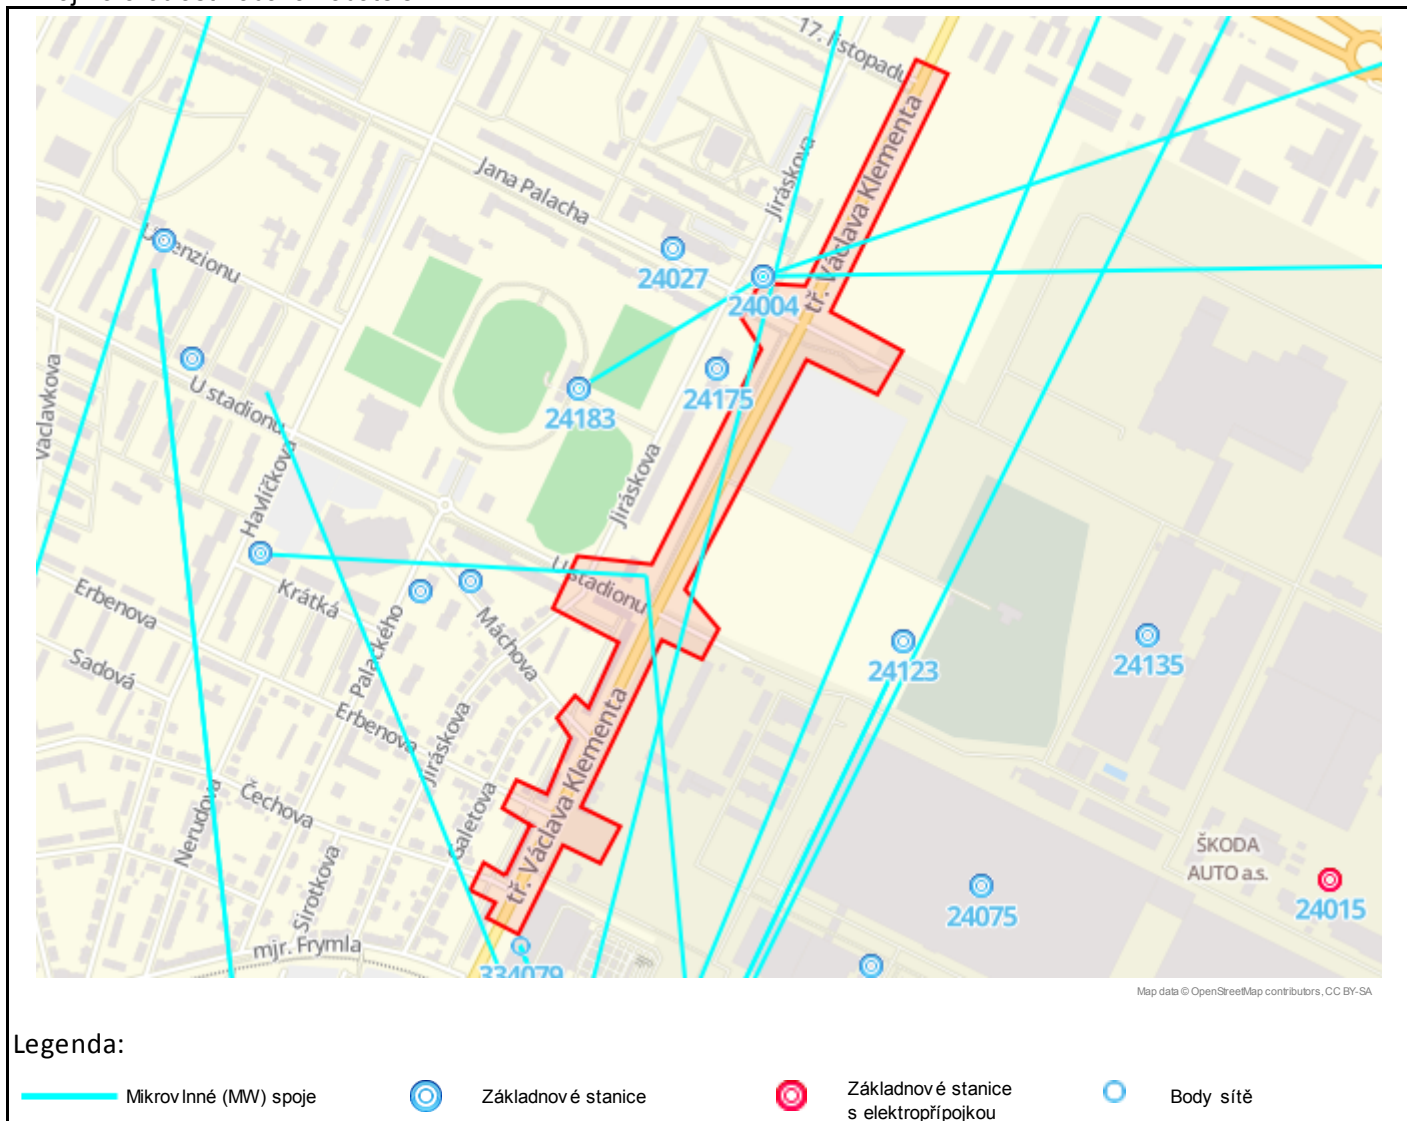 17. listopadu
Jana Palacha
Jiráskova
tř. Václava Klementa
24027
24004
U stadionu
24183
24175
Václavkova
Havlíčkova
Jiráskova
U stadionu
Krátká
Erbenova
Palackého
Máchova
Sadová
24123
24135
Erbenova
Jiráskova
tř. Václava Klementa
Nerudova
Čechova
Galetova
ŠKODA
AUTO a.s.
Sirotkova
24075
24015
mjr. Frymla
334079
Map data © OpenStreetMap contributors, CC BY-SA
Legenda:
Mikrovlnné (MW) spoje
Základnové stanice
Základnové stanice
s elektropřípojkou
Body sítě